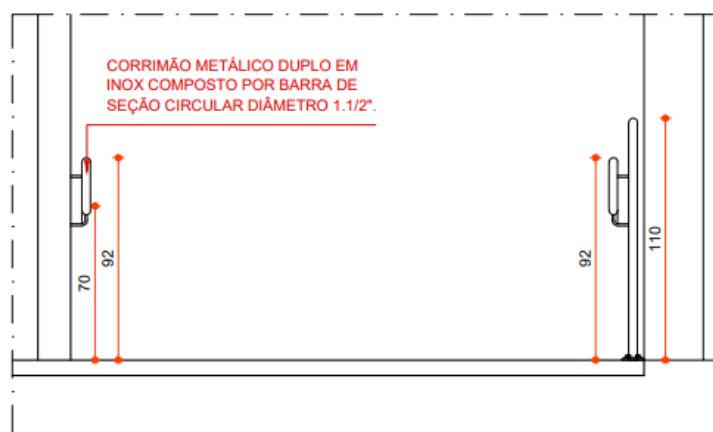 CORRIMÃO METÁLICO DUPLO EM
INOX COMPOSTO POR BARRA DE
SEÇÃO CIRCULAR DIÂMETRO 1.1/2".
70
92
92
110